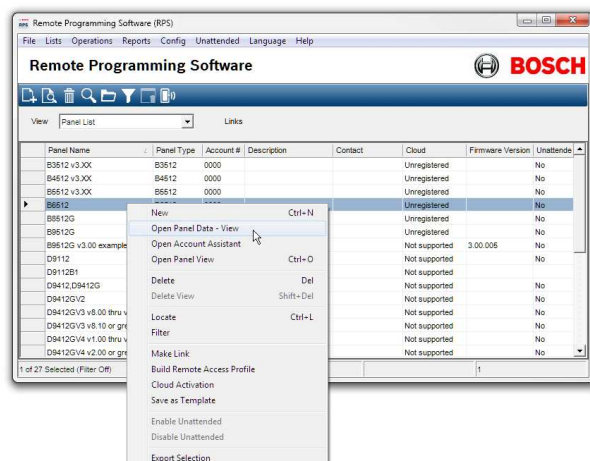 RPS Remote Programming Software (RPS)
File Lists Operations Reports Config Unattended Language Help
Remote Programming Software BOSCH
View Panel List Links
Panel Name Panel Type Account # Description Contact Cloud Firmware Version Unattende
B3512 v3.XX B3512 0000 Unregistered No
B4512 v3.XX B4512 0000 Unregistered No
B5512 v3.XX B5512 0000 Unregistered No
B6512 Unregistered No
B8512G Unregistered No
B9512G Unregistered No
B9512G v3.00 example Not supported 3.00.005 No
D9112 Not supported No
D9112B1 Not supported
D9412,D9412G Not supported No
D9412GV2 Not supported No
D9412GV3 v8.00 thru v Not supported No
D9412GV3 v8.10 or gre Not supported No
D9412GV4 v1.00 thru v Not supported No
D9412GV4 v2.00 or gre Not supported No
1 of 27 Selected (Filter Off) 1
New Ctrl+N
Open Panel Data - View
Open Account Assistant
Open Panel View Ctrl+O
Delete Del
Delete View Shift+Del
Locate Ctrl+L
Filter
Make Link
Build Remote Access Profile
Cloud Activation
Save as Template
Enable Unattended
Disable Unattended
Export Selection